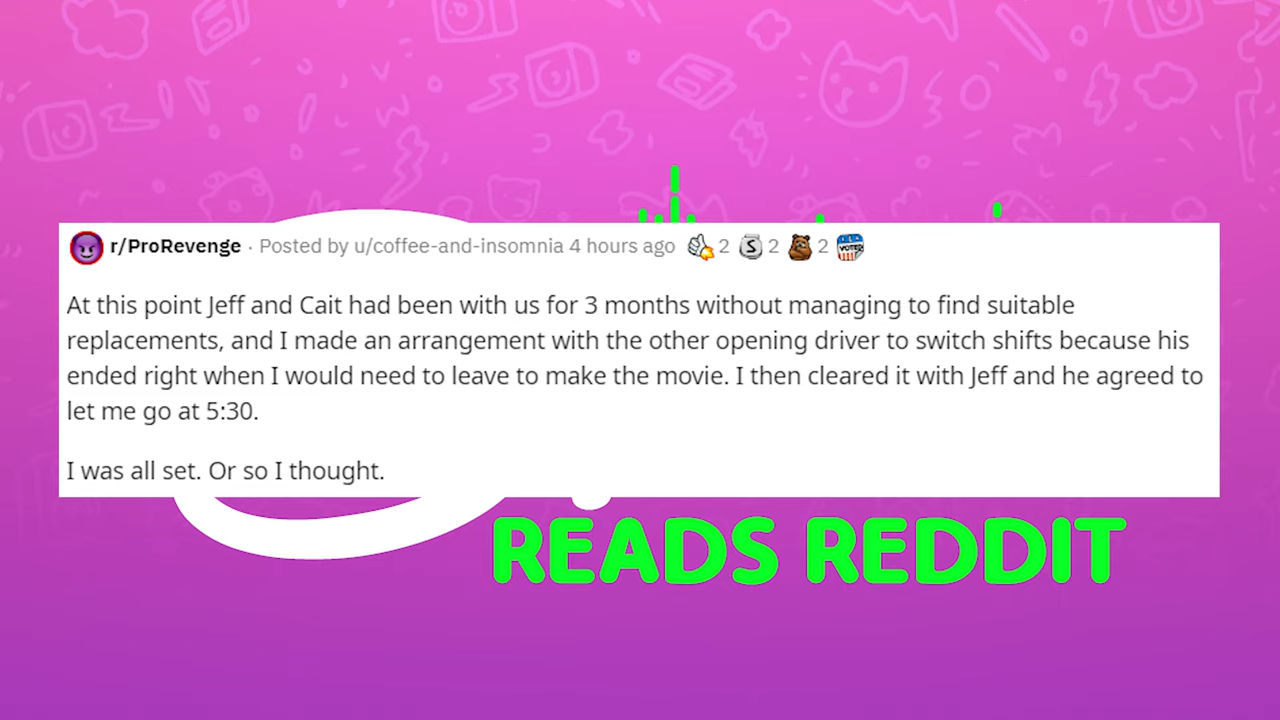 r/ProRevenge · Posted by u/coffee-and-insomnia 4 hours ago 2 2 2
At this point Jeff and Cait had been with us for 3 months without managing to find suitable
replacements, and I made an arrangement with the other opening driver to switch shifts because his
ended right when I would need to leave to make the movie. I then cleared it with Jeff and he agreed to
let me go at 5:30.
I was all set. Or so I thought.
READS REDDIT